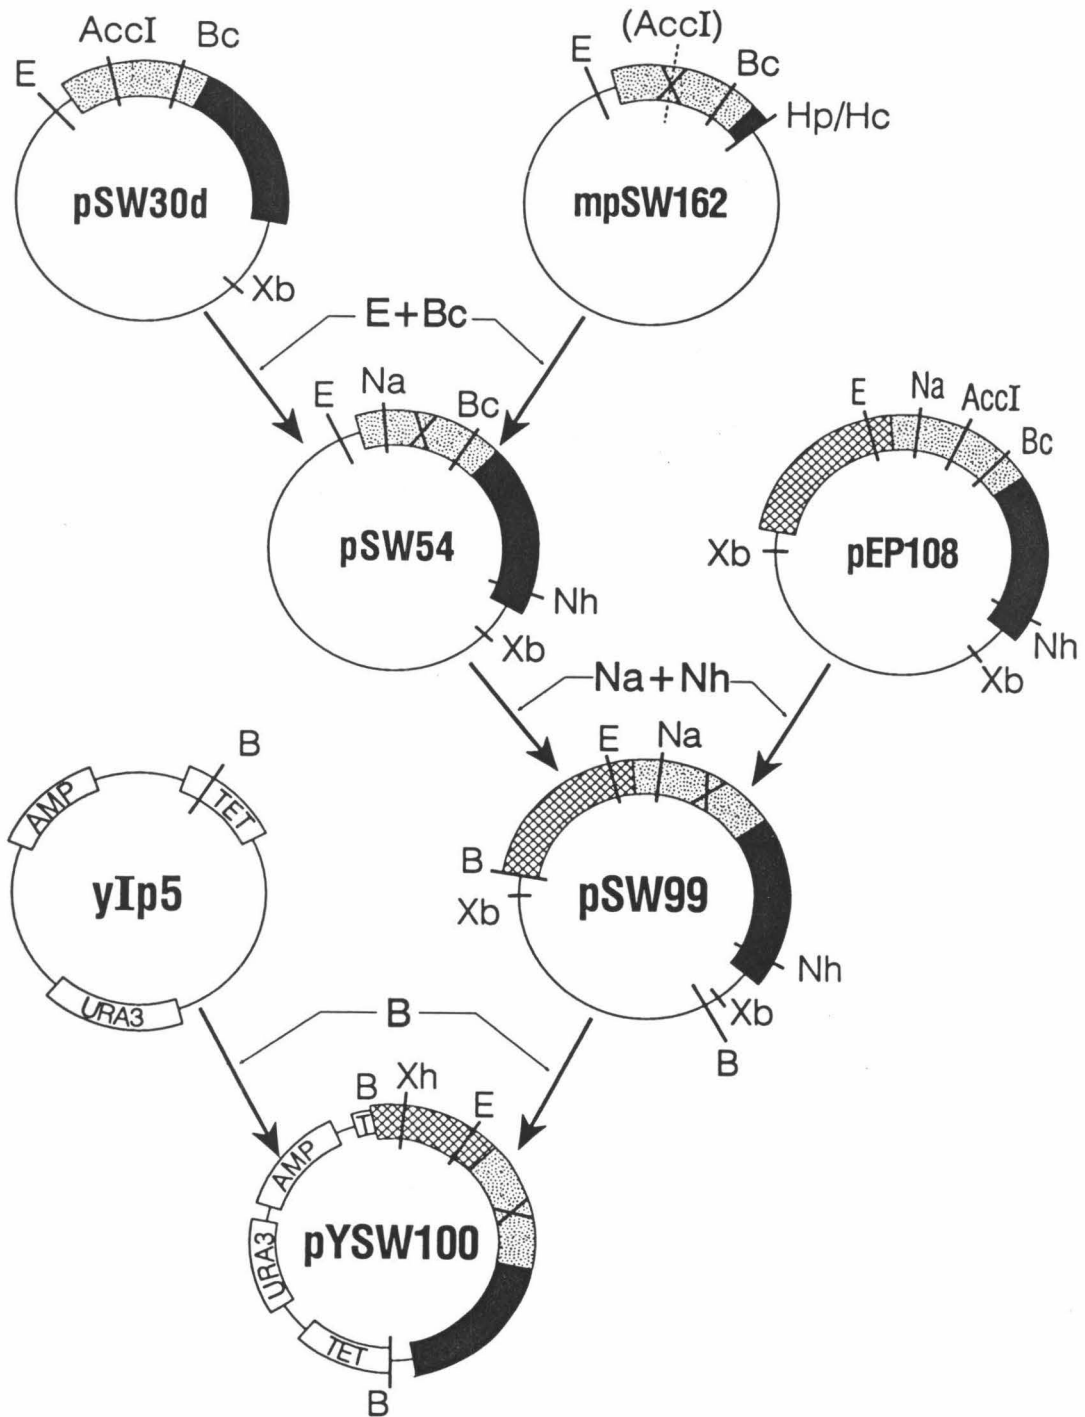 AccI
Bc
E
pSW30d
Xb
(AccI)
E
Bc
Hp/Hc
mpSW162
E+Bc
E
Na
Bc
pSW54
Nh
Xb
E
Na
AccI
Bc
Xb
pEP108
Nh
Xb
Na+Nh
B
AMP
TET
yIp5
URA3
E
Na
B
Xb
pSW99
Nh
Xb
B
B
B
Xh
E
T
AMP
pYSW100
URA3
TET
B